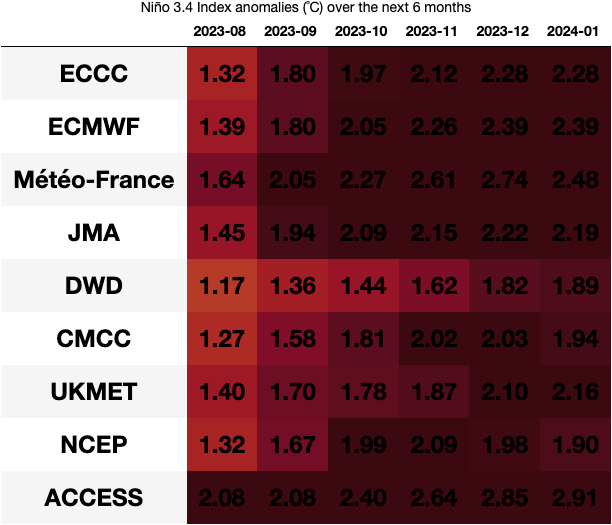 Niño 3.4 Index anomalies (°C) over the next 6 months
2023-08 2023-09 2023-10 2023-11 2023-12 2024-01
ECCC 1.32 1.80 1.97 2.12 2.28 2.28
ECMWF 1.39 1.80 2.05 2.26 2.39 2.39
Météo-France 1.64 2.05 2.27 2.61 2.74 2.48
JMA 1.45 1.94 2.09 2.15 2.22 2.19
DWD 1.17 1.36 1.44 1.62 1.82 1.89
CMCC 1.27 1.58 1.81 2.02 2.03 1.94
UKMET 1.40 1.70 1.78 1.87 2.10 2.16
NCEP 1.32 1.67 1.99 2.09 1.98 1.90
ACCESS 2.08 2.08 2.40 2.64 2.85 2.91